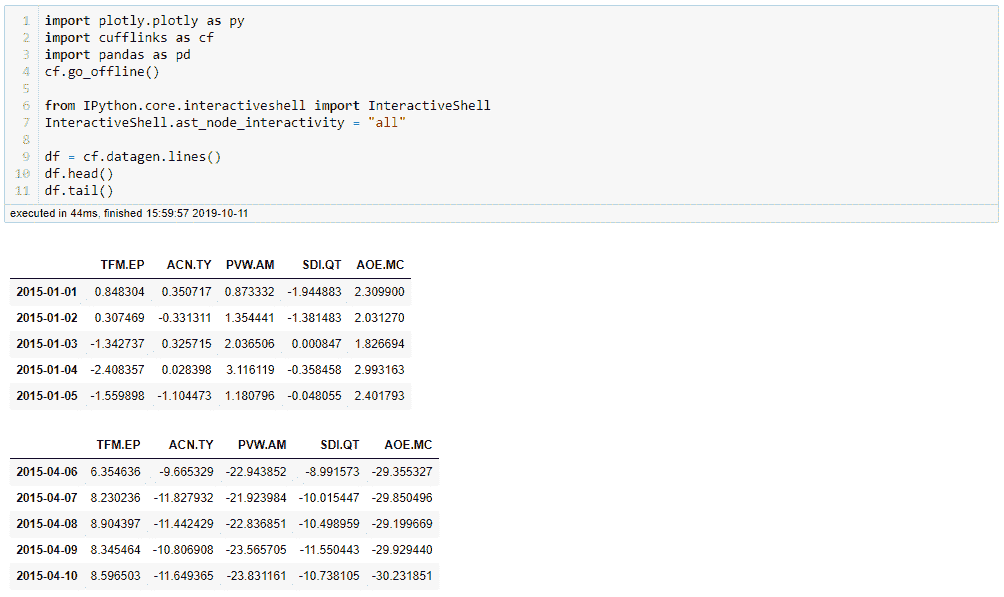 1 import plotly.plotly as py
2 import cufflinks as cf
3 import pandas as pd
4 cf.go_offline()
5
6 from IPython.core.interactiveshell import InteractiveShell
7 InteractiveShell.ast_node_interactivity = "all"
8
9 df = cf.datagen.lines()
10 df.head()
11 df.tail()
executed in 44ms, finished 15:59:57 2019-10-11
TFM.EP ACN.TY PVW.AM SDI.QT AOE.MC
2015-01-01 0.848304 0.350717 0.873332 -1.944883 2.309900
2015-01-02 0.307469 -0.331311 1.354441 -1.381483 2.031270
2015-01-03 -1.342737 0.325715 2.036506 0.000847 1.826694
2015-01-04 -2.408357 0.028398 3.116119 -0.358458 2.993163
2015-01-05 -1.559898 -1.104473 1.180796 -0.048055 2.401793
TFM.EP ACN.TY PVW.AM SDI.QT AOE.MC
2015-04-06 6.354636 -9.665329 -22.943852 -8.991573 -29.355327
2015-04-07 8.230236 -11.827932 -21.923984 -10.015447 -29.850496
2015-04-08 8.904397 -11.442429 -22.836851 -10.498959 -29.199669
2015-04-09 8.345464 -10.806908 -23.565705 -11.550443 -29.929440
2015-04-10 8.596503 -11.649365 -23.831161 -10.738105 -30.231851